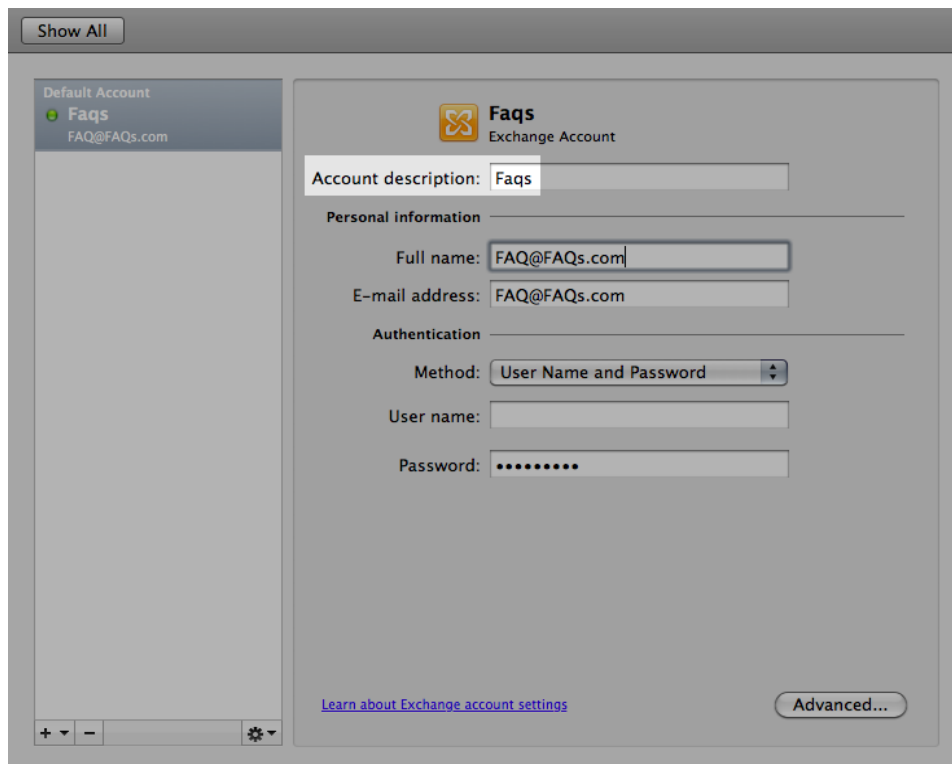 Show All
Default Account
Faqs
FAQ@FAQs.com
Faqs
Exchange Account
Account description: Faqs
Personal information
Full name: FAQ@FAQs.com
E-mail address: FAQ@FAQs.com
Authentication
Method: User Name and Password
User name:
Password: •••••••••
Learn about Exchange account settings
Advanced...